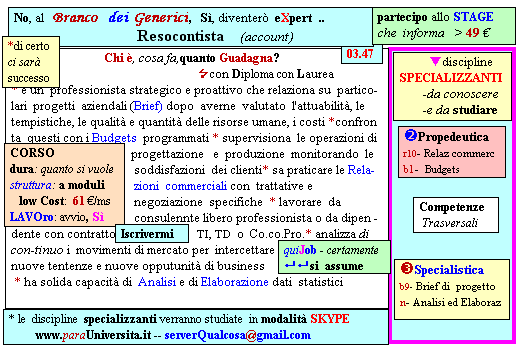 No, al Branco dei Generici, Sì, diventerò eXpert ..
Resocontista (account)
partecipo allo STAGE
che informa > 49 €
*di certo
ci sarà
successo
Chi è, cosa fa, quanto Guadagna?
03.47
con Diploma con Laurea
* è un professionista strategico e proattivo che relaziona su partico-
lari progetti aziendali (Brief) dopo averne valutato l'attuabilità, le
tempistiche, le qualità e quantità delle risorse umane, i costi *confron
ta questi con i Budgets programmati * supervisiona le operazioni di
progettazione e produzione monitorando le
soddisfazioni dei clienti* sa praticare le Rela-
zioni commerciali con trattative e
negoziazione specifiche * lavorare da
consulennte libero professionista o da dipen -
dente con contratto TI, TD o Co.co.Pro.* analizza di
con-tinuo i movimenti di mercato per intercettare
nuove tentenze e nuove opputunità di business
* ha solida capacità di Analisi e di Elaborazione dati statistici
CORSO
dura: quanto si vuole
struttura: a moduli
low Cost: 61 €/ms
LAVOro: avvio, Sì
Iscrivermi
quiJob - certamente
si assume
▼discipline
SPECIALIZZANTI
-da conoscere
-e da studiare
❷Propedeutica
r10- Relaz commerc
b1- Budgets
Competenze
Trasversali
❸Specialistica
b9- Brief di progetto
n- Analisi ed Elaboraz
* le discipline specializzanti verranno studiate in modalità SKYPE
www.paraUniversita.it -- serverQualcosa@gmail.com